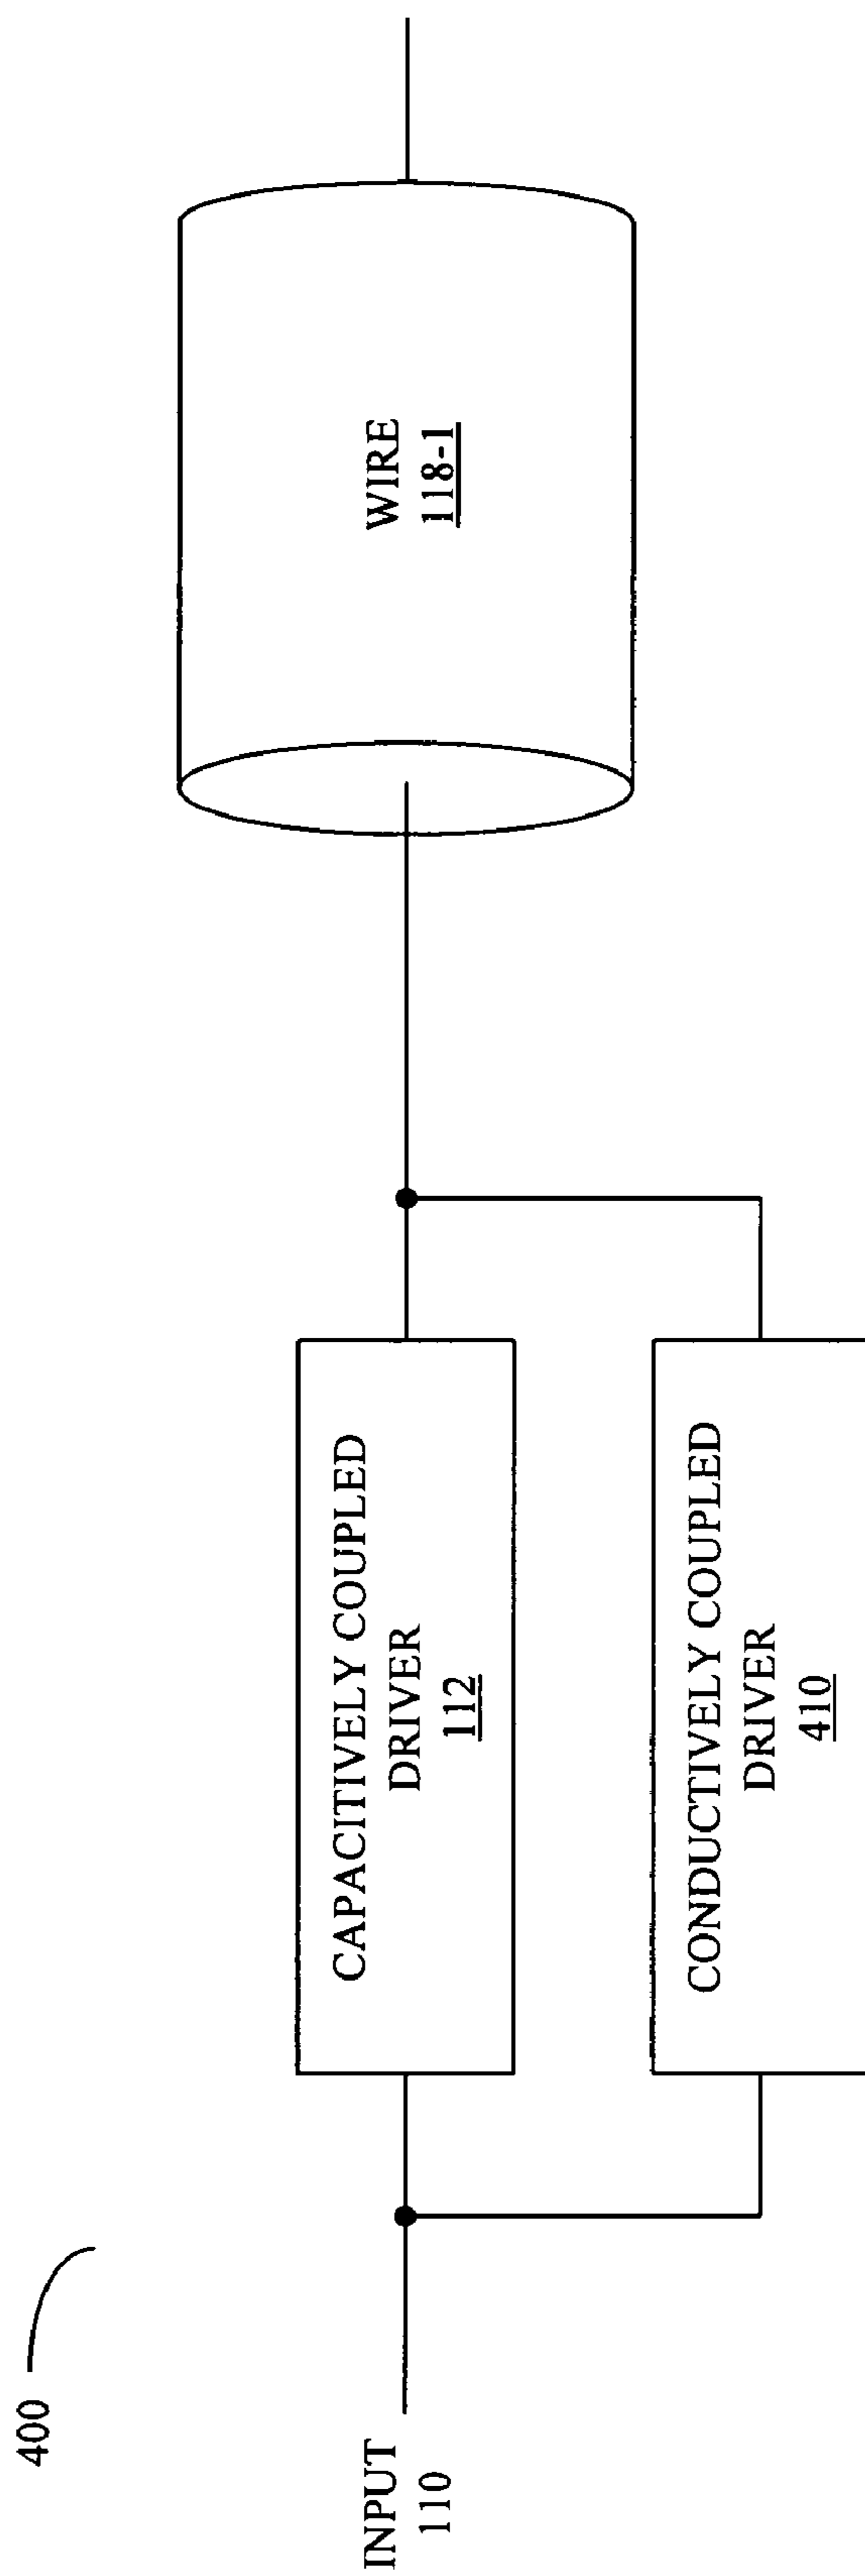 400
INPUT
110
CAPACITIVELY COUPLED
DRIVER
112
CONDUCTIVELY COUPLED
DRIVER
410
WIRE
118-1